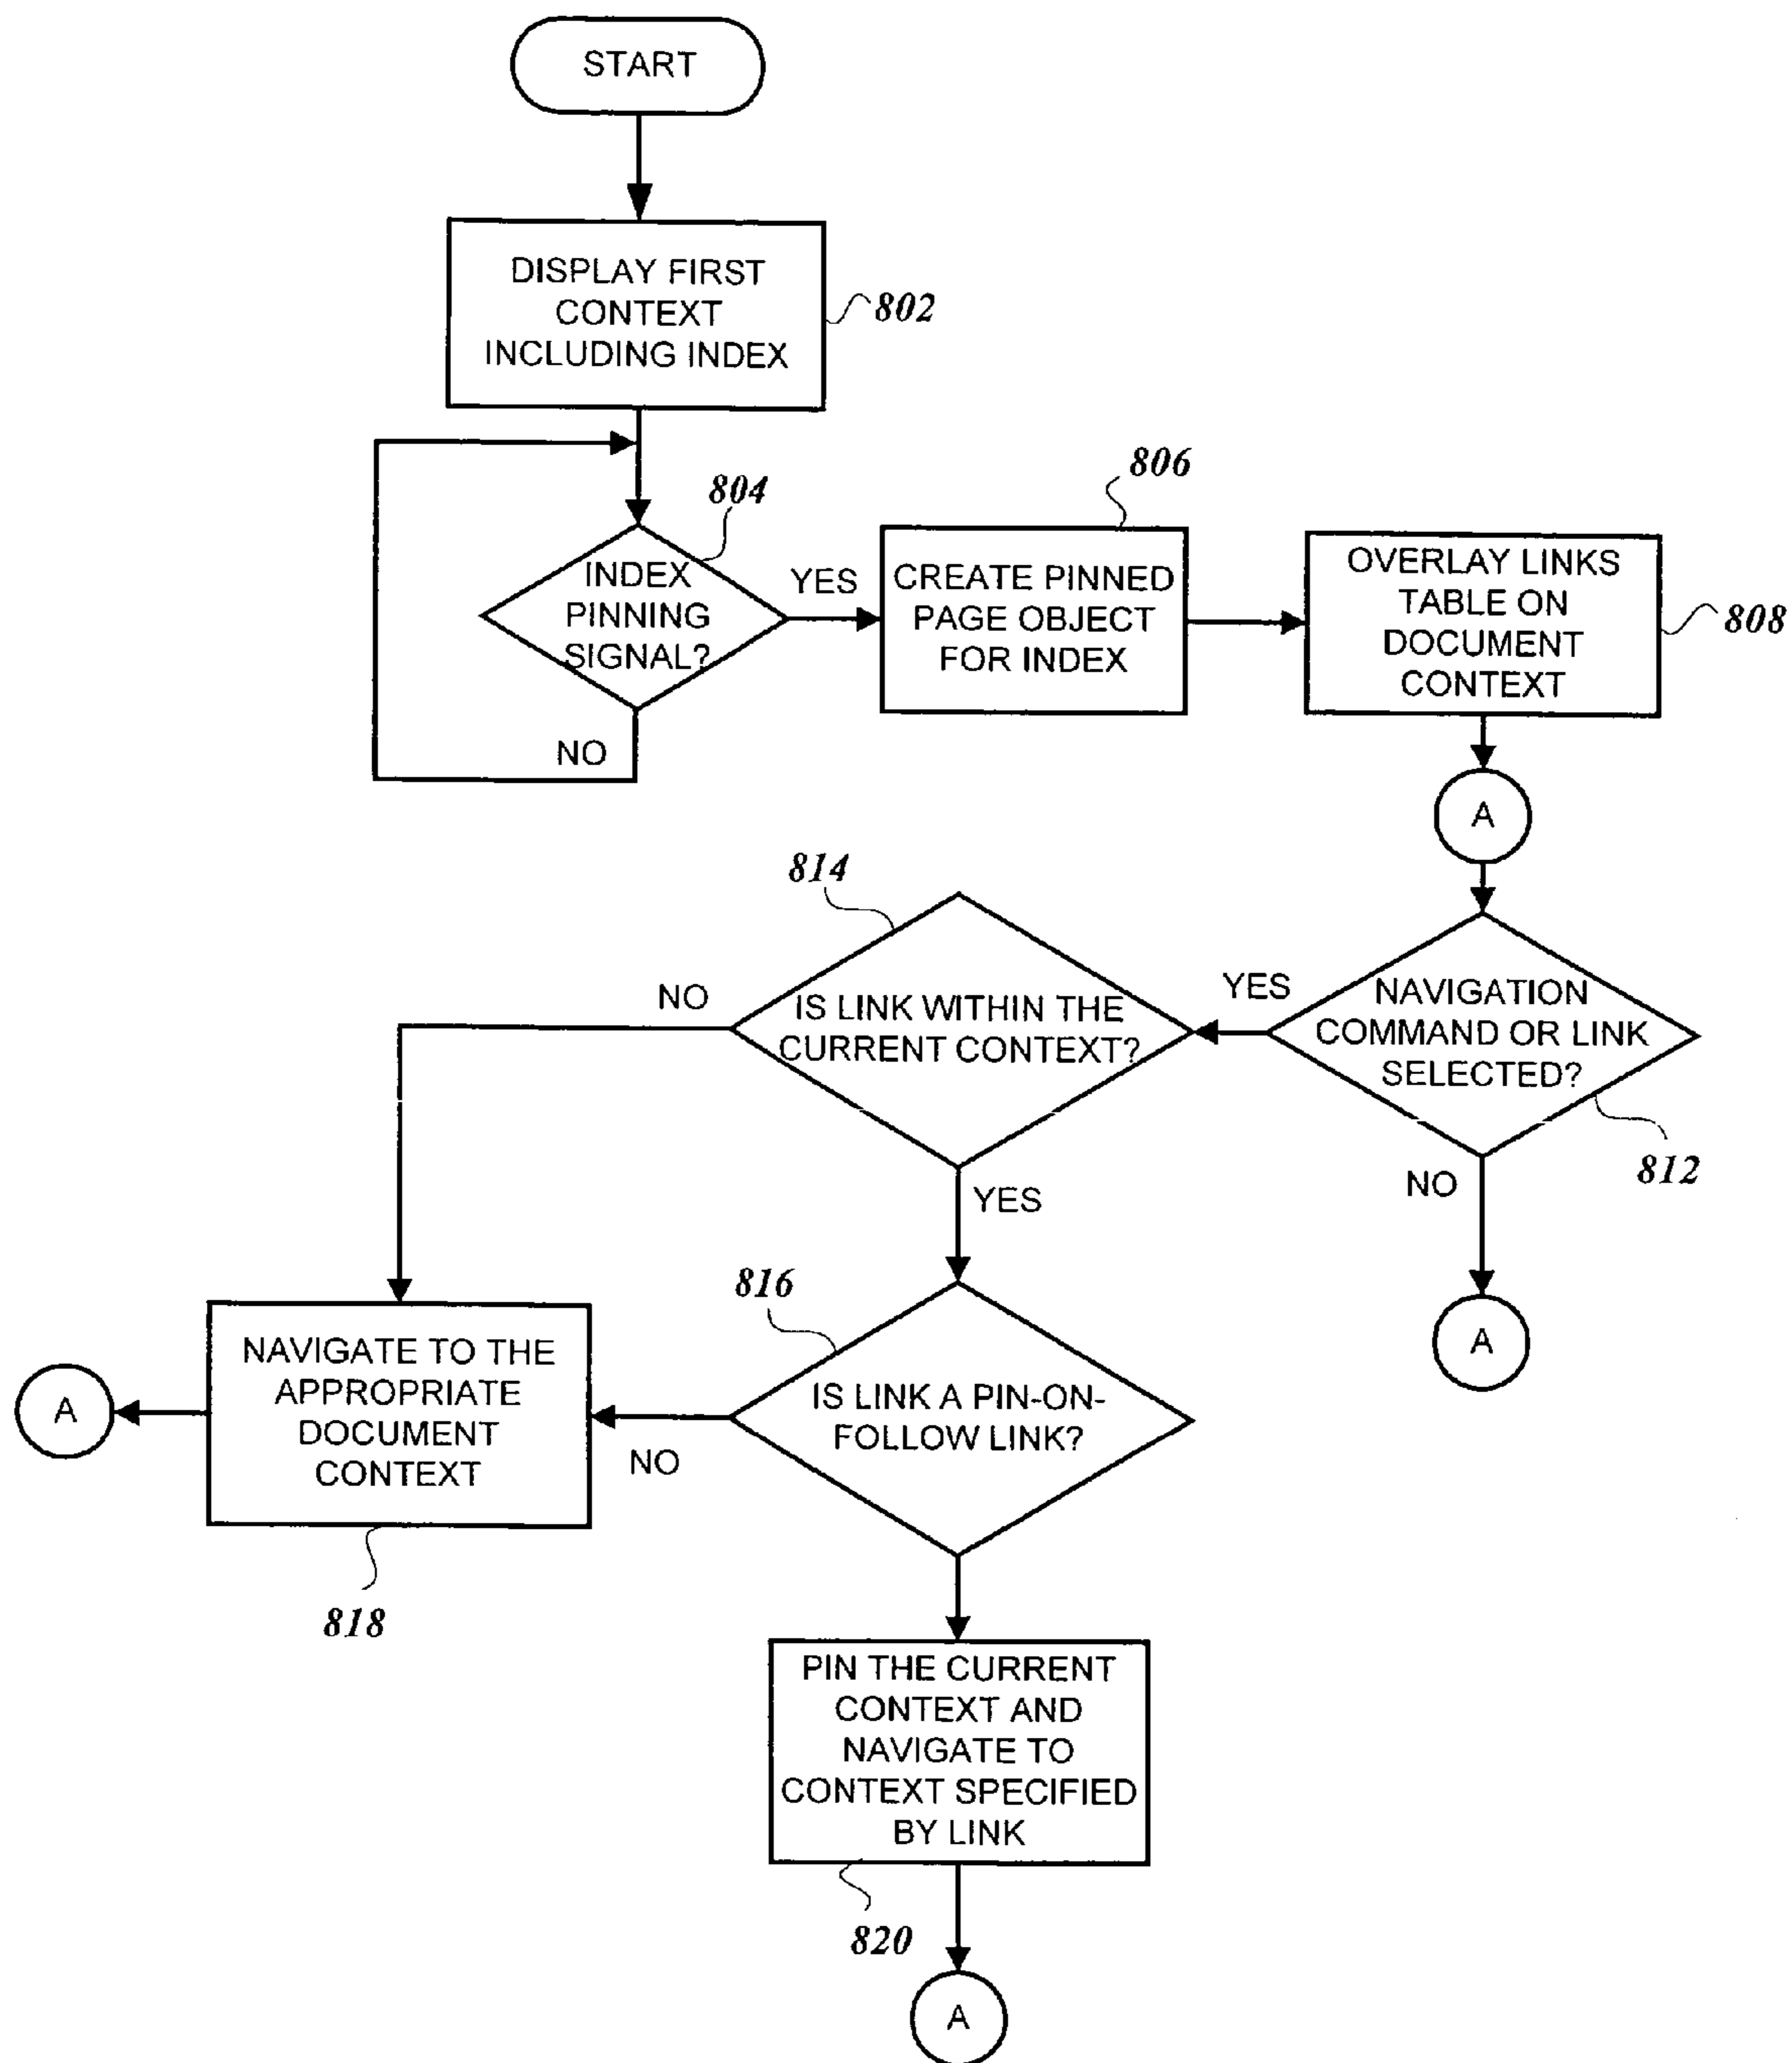 START
DISPLAY FIRST
CONTEXT
INCLUDING INDEX
802
804
INDEX
PINNING
SIGNAL?
YES
NO
806
CREATE PINNED
PAGE OBJECT
FOR INDEX
OVERLAY LINKS
TABLE ON
DOCUMENT
CONTEXT
808
A
NAVIGATION
COMMAND OR LINK
SELECTED?
812
YES
NO
A
814
IS LINK WITHIN THE
CURRENT CONTEXT?
NO
YES
816
IS LINK A PIN-ON-
FOLLOW LINK?
NO
NAVIGATE TO THE
APPROPRIATE
DOCUMENT
CONTEXT
818
A
PIN THE CURRENT
CONTEXT AND
NAVIGATE TO
CONTEXT SPECIFIED
BY LINK
820
A